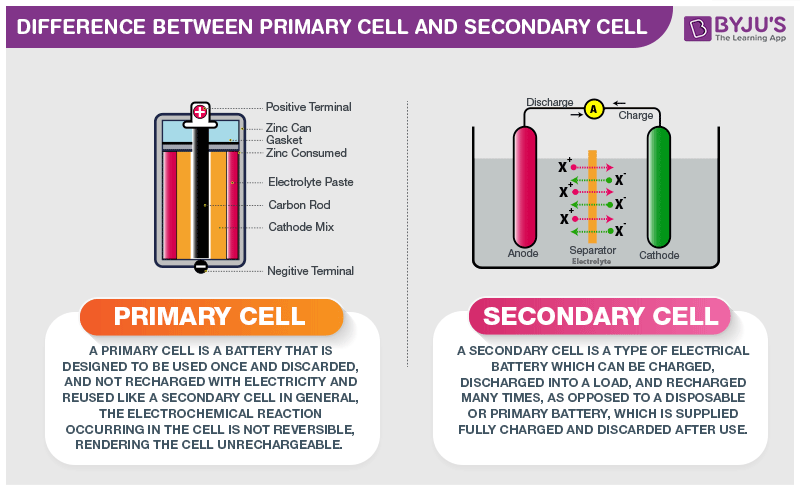 DIFFERENCE BETWEEN PRIMARY CELL AND SECONDARY CELL
B BYJU'S
The Learning App
Positive Terminal
Zinc Can
Gasket
Zinc Consumed
Electrolyte Paste
Carbon Rod
Cathode Mix
Negitive Terminal
Discharge
A
Charge
X+
X-
X+
X-
X+
X-
Anode
Separator
Electrolyte
Cathode
PRIMARY CELL
A PRIMARY CELL IS A BATTERY THAT IS
DESIGNED TO BE USED ONCE AND DISCARDED,
AND NOT RECHARGED WITH ELECTRICITY AND
REUSED LIKE A SECONDARY CELL IN GENERAL,
THE ELECTROCHEMICAL REACTION
OCCURRING IN THE CELL IS NOT REVERSIBLE,
RENDERING THE CELL UNRECHARGEABLE.
SECONDARY CELL
A SECONDARY CELL IS A TYPE OF ELECTRICAL
BATTERY WHICH CAN BE CHARGED,
DISCHARGED INTO A LOAD, AND RECHARGED
MANY TIMES, AS OPPOSED TO A DISPOSABLE
OR PRIMARY BATTERY, WHICH IS SUPPLIED
FULLY CHARGED AND DISCARDED AFTER USE.